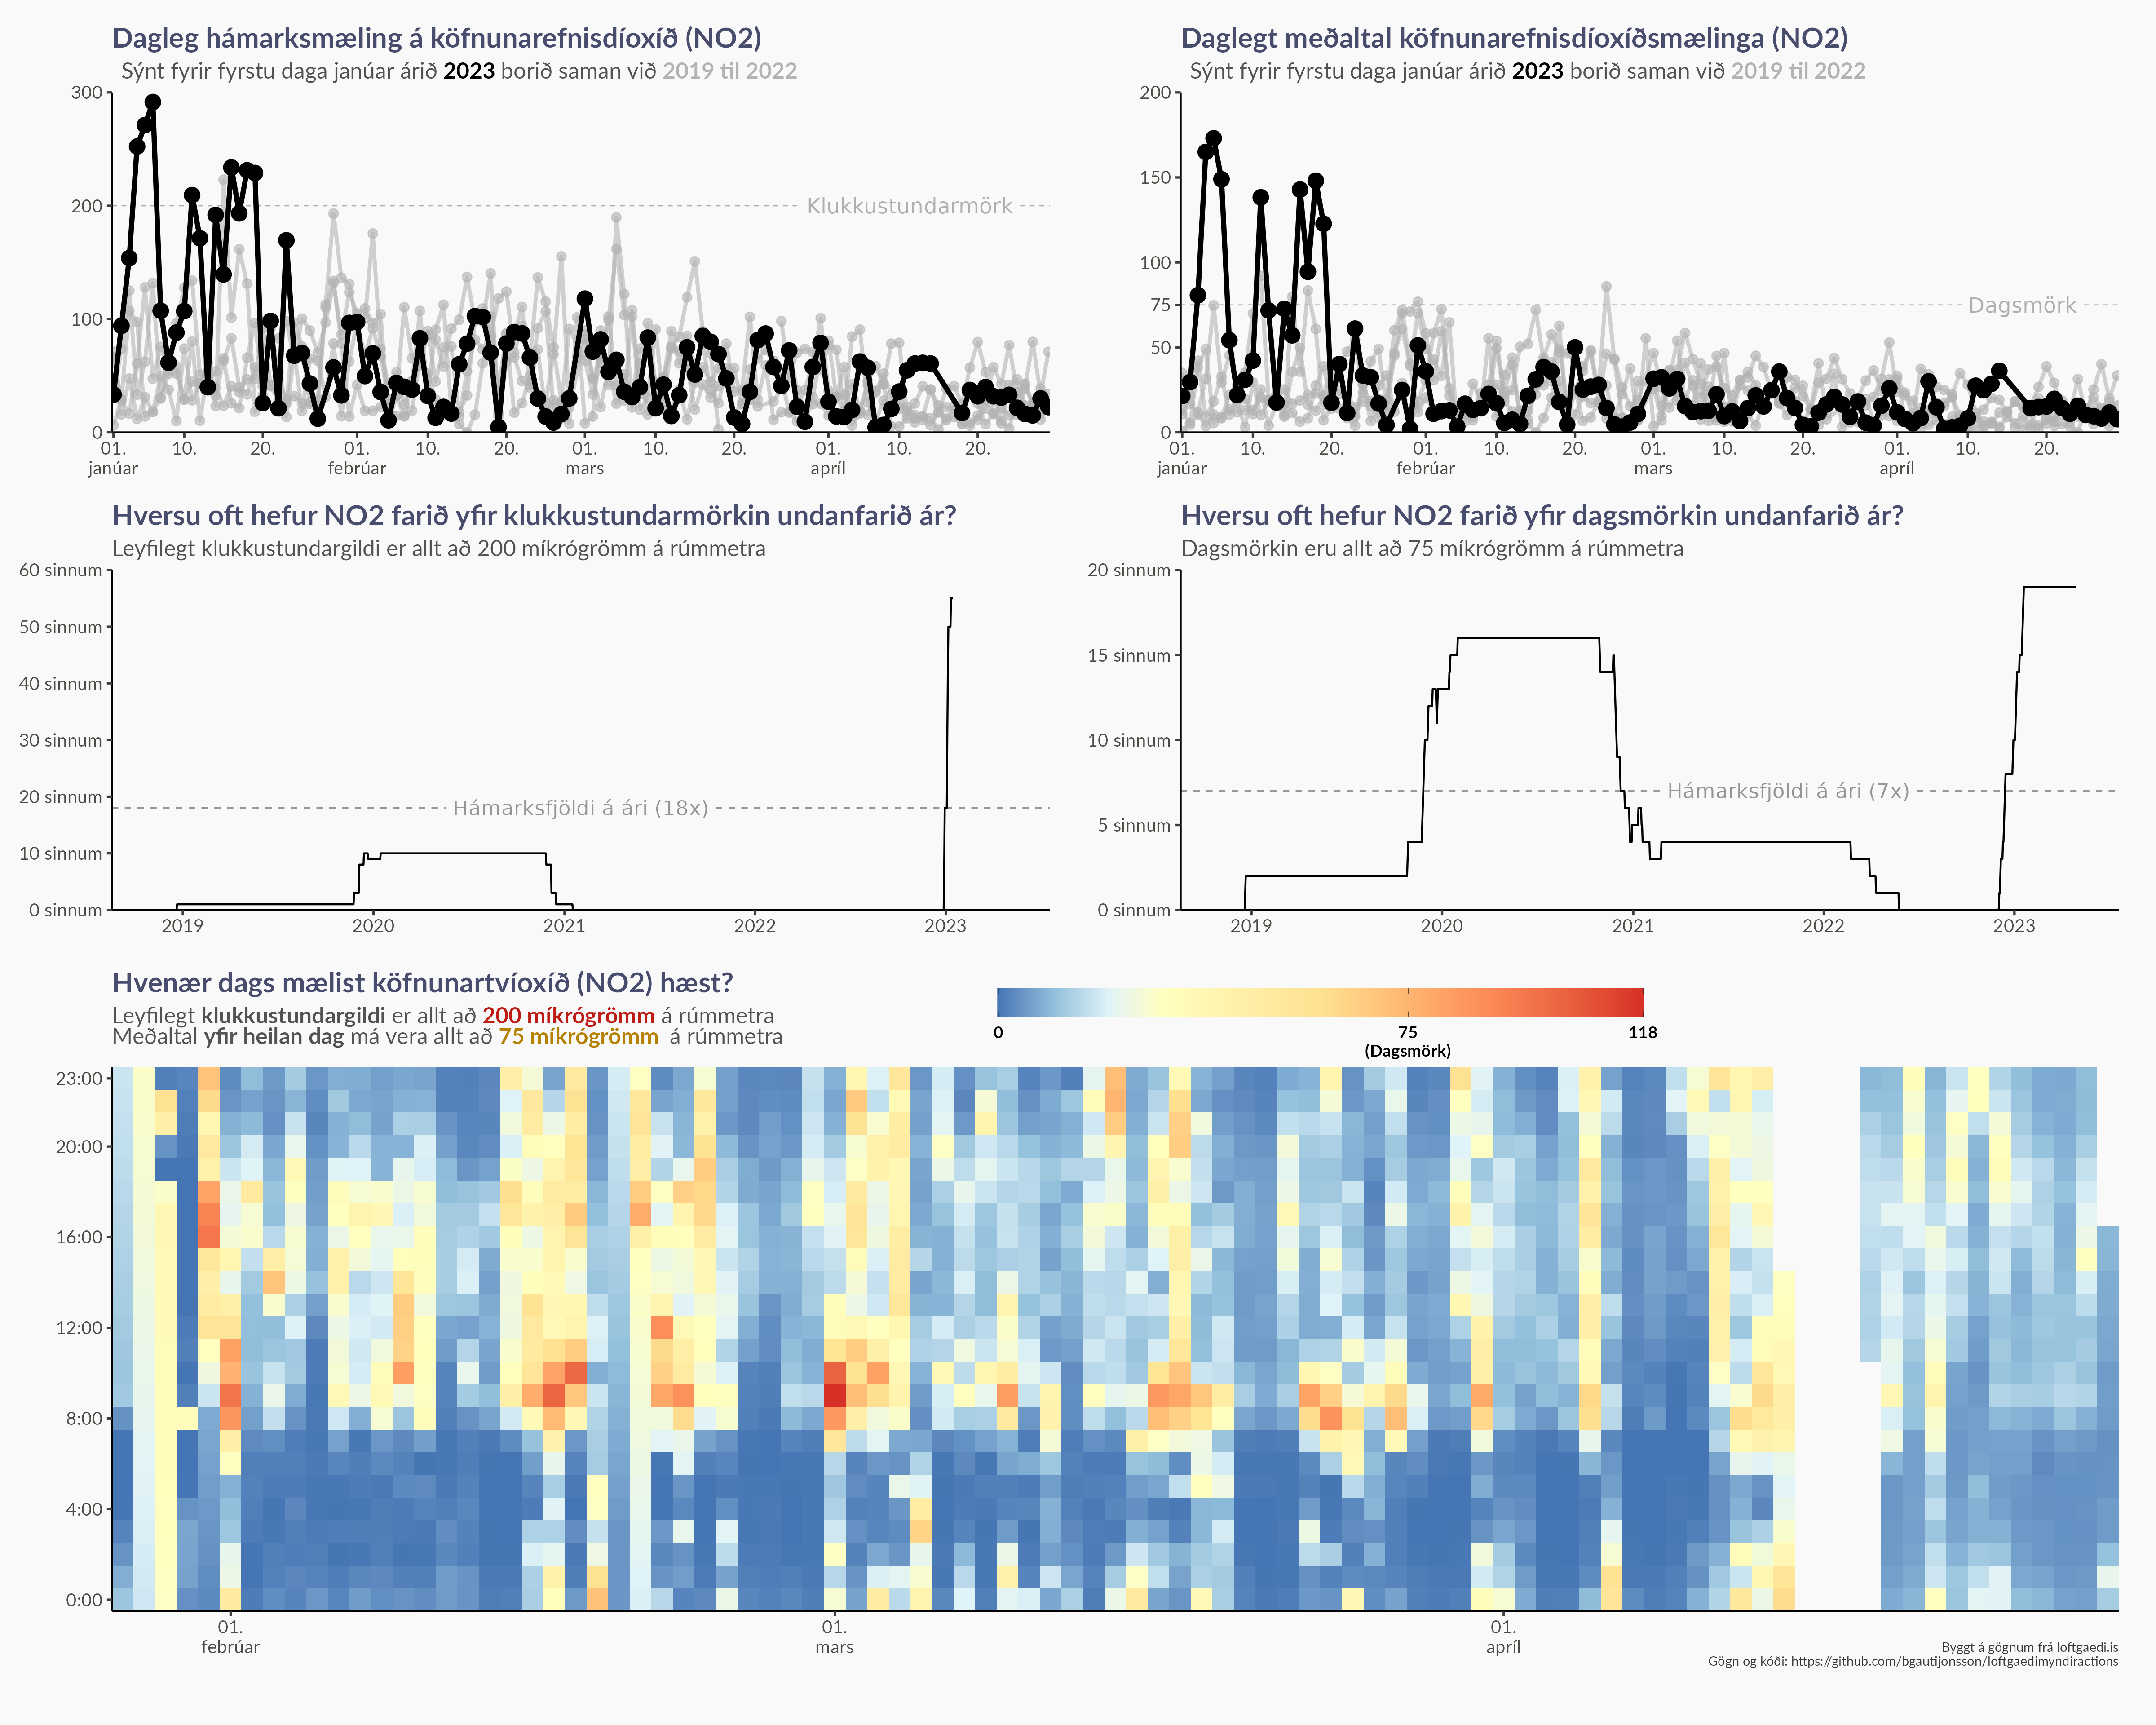 Dagleg hámarksmæling á köfnunarefnisdíoxíð (NO2)
Sýnt fyrir fyrstu daga janúar árið 2023 borið saman við 2019 til 2022
300
200
100
0
Klukkustundarmörk
01. 10. 20. 01. 10. 20. 01. 10. 20. 01. 10. 20.
janúar febrúar mars apríl
Daglegt meðaltal köfnunarefnisdíoxíðsmælinga (NO2)
Sýnt fyrir fyrstu daga janúar árið 2023 borið saman við 2019 til 2022
200
150
100
75
50
0
Dagsmörk
01. 10. 20. 01. 10. 20. 01. 10. 20. 01. 10. 20.
janúar febrúar mars apríl
Hversu oft hefur NO2 farið yfir klukkustundarmörkin undanfarið ár?
Leyfilegt klukkustundargildi er allt að 200 míkrógrömm á rúmmetra
60 sinnum
50 sinnum
40 sinnum
30 sinnum
20 sinnum
10 sinnum
0 sinnum
Hámarksfjöldi á ári (18x)
2019 2020 2021 2022 2023
Hversu oft hefur NO2 farið yfir dagsmörkin undanfarið ár?
Dagsmörkin eru allt að 75 míkrógrömm á rúmmetra
20 sinnum
15 sinnum
10 sinnum
5 sinnum
0 sinnum
Hámarksfjöldi á ári (7x)
2019 2020 2021 2022 2023
Hvenær dags mælist köfnunartvíoxíð (NO2) hæst?
Leyfilegt klukkustundargildi er allt að 200 míkrógrömm á rúmmetra
Meðaltal yfir heilan dag má vera allt að 75 míkrógrömm á rúmmetra
0 75 118
(Dagsmörk)
23:00
20:00
16:00
12:00
8:00
4:00
0:00
01. 01. 01.
febrúar mars apríl
Byggt á gögnum frá loftgaedi.is
Gögn og kóði: https://github.com/bgautijonsson/loftgaedimyndiractions